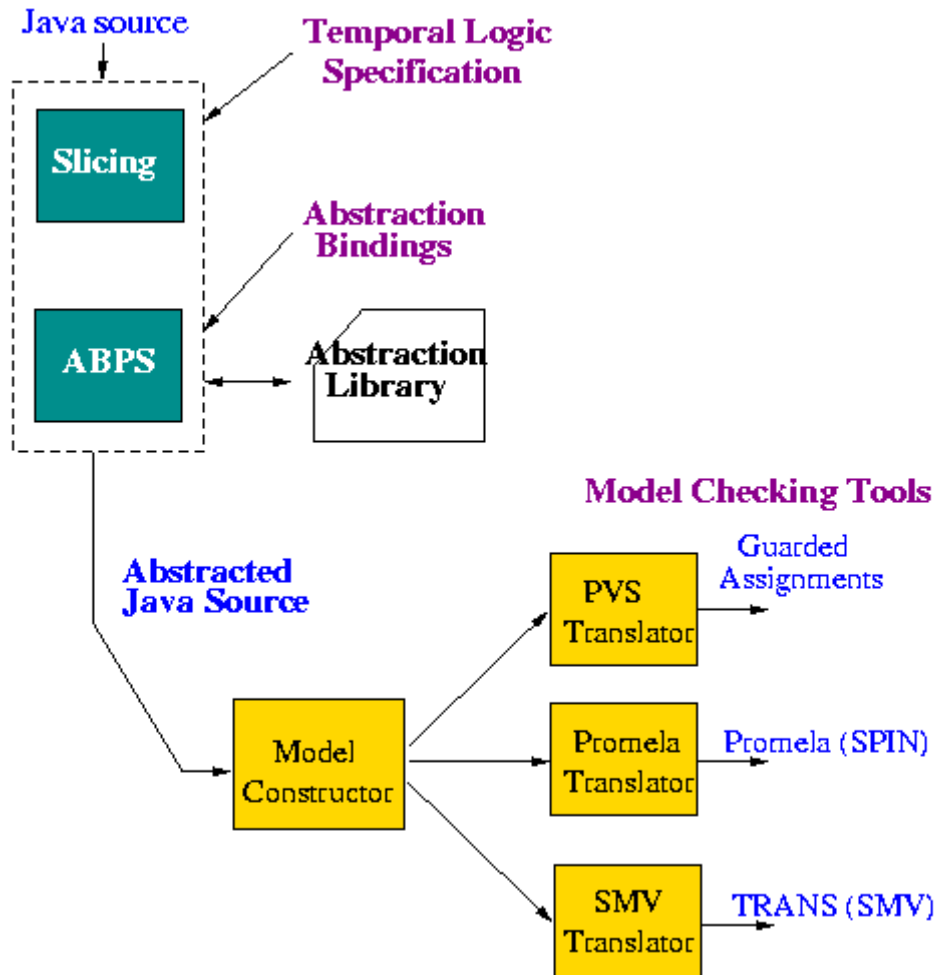 Java source
Temporal Logic
Specification
Slicing
Abstraction
Bindings
ABPS
Abstraction
Library
Model Checking Tools
Abstracted
Java Source
Guarded
Assignments
PVS
Translator
Model
Constructor
Promela
Translator
Promela (SPIN)
SMV
Translator
TRANS (SMV)